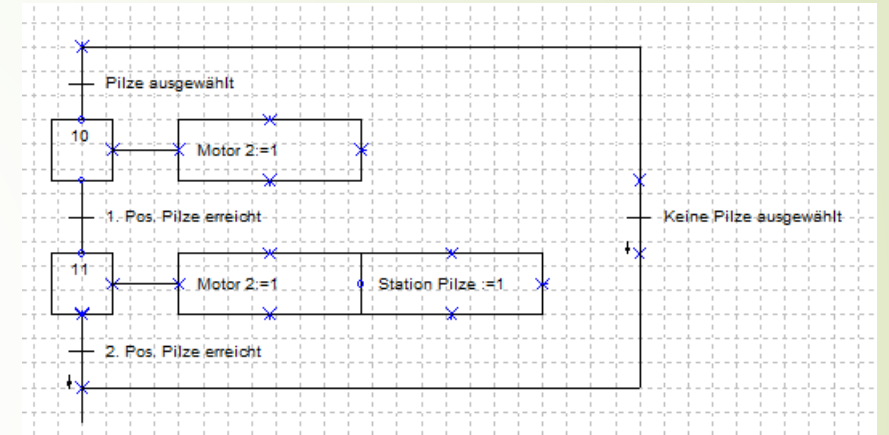 Pilze ausgewählt
10
Motor 2:=1
1. Pos. Pilze erreicht
Keine Pilze ausgewählt
11
Motor 2:=1
Station Pilze :=1
2. Pos. Pilze erreicht